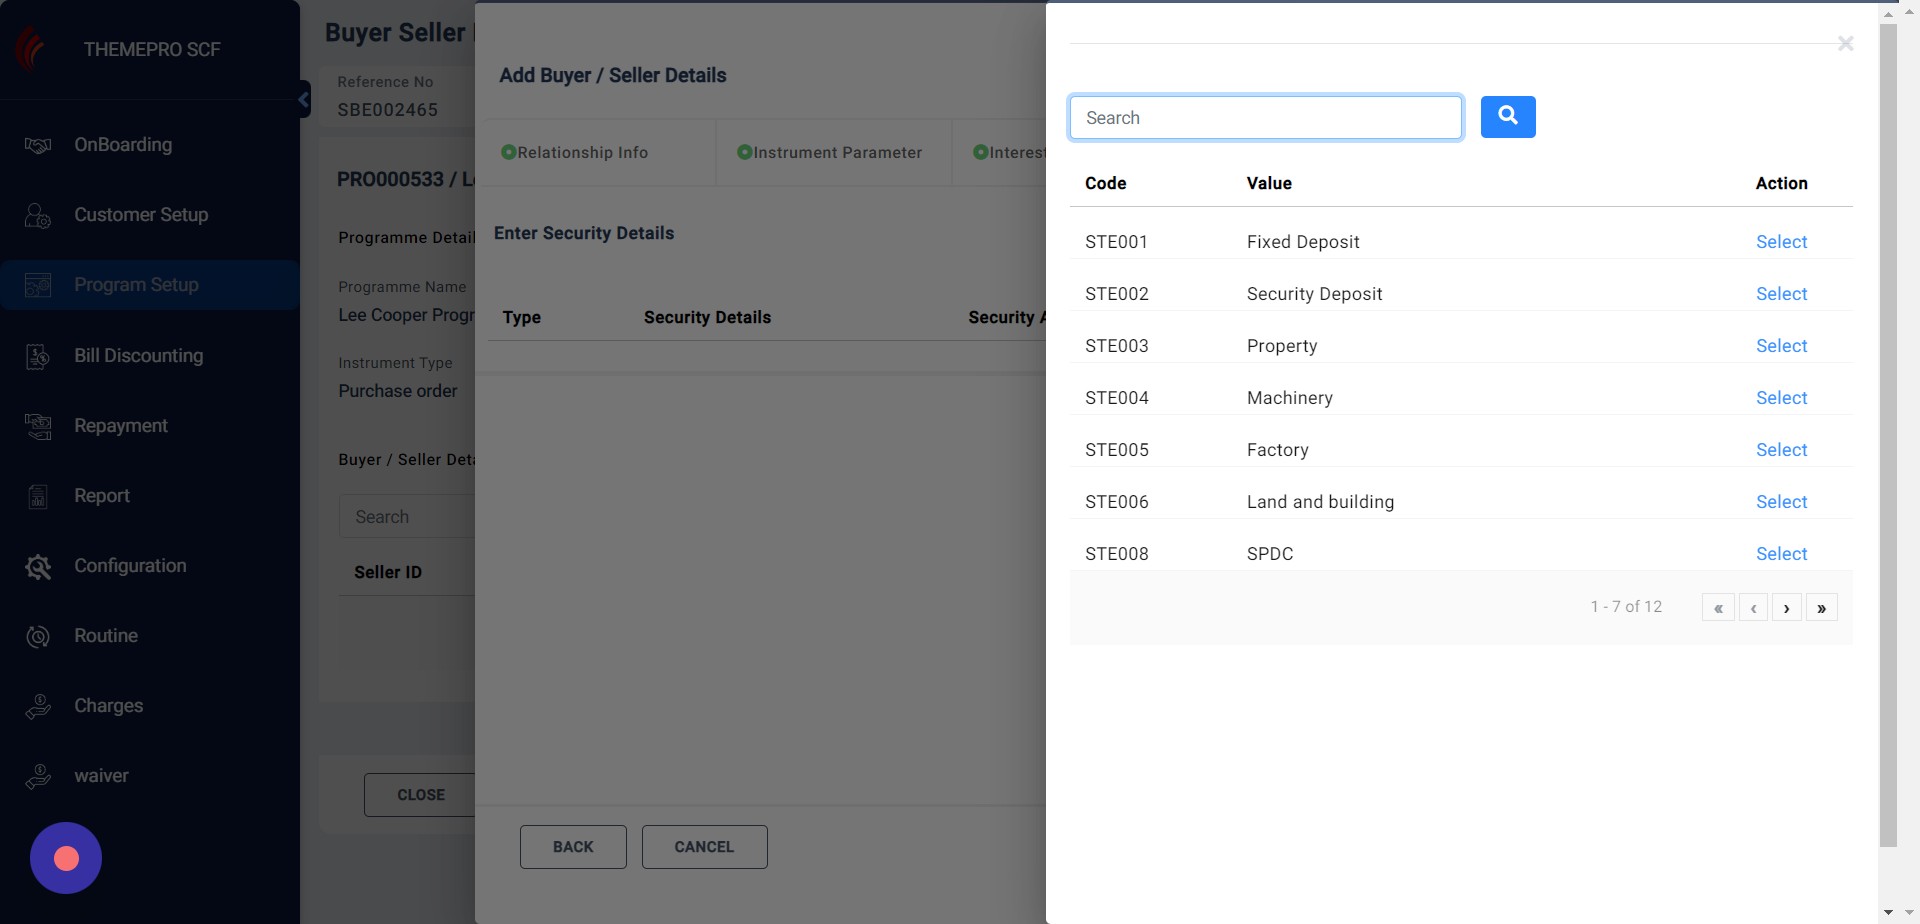 THEMEPRO SCF
OnBoarding
Customer Setup
Program Setup
Bill Discounting
Repayment
Report
Configuration
Routine
Charges
waiver
Buyer Seller
Reference No
SBE002465
PRO000533 / L
Programme Detail
Programme Name
Lee Cooper Progr
Instrument Type
Purchase order
Buyer / Seller Deta
Search
Seller ID
CLOSE
Add Buyer / Seller Details
Relationship Info
Instrument Parameter
Interest
Enter Security Details
Type Security Details Security A
BACK CANCEL
×
Search
Code Value Action
STE001 Fixed Deposit Select
STE002 Security Deposit Select
STE003 Property Select
STE004 Machinery Select
STE005 Factory Select
STE006 Land and building Select
STE008 SPDC Select
1 - 7 of 12 « ‹ › »